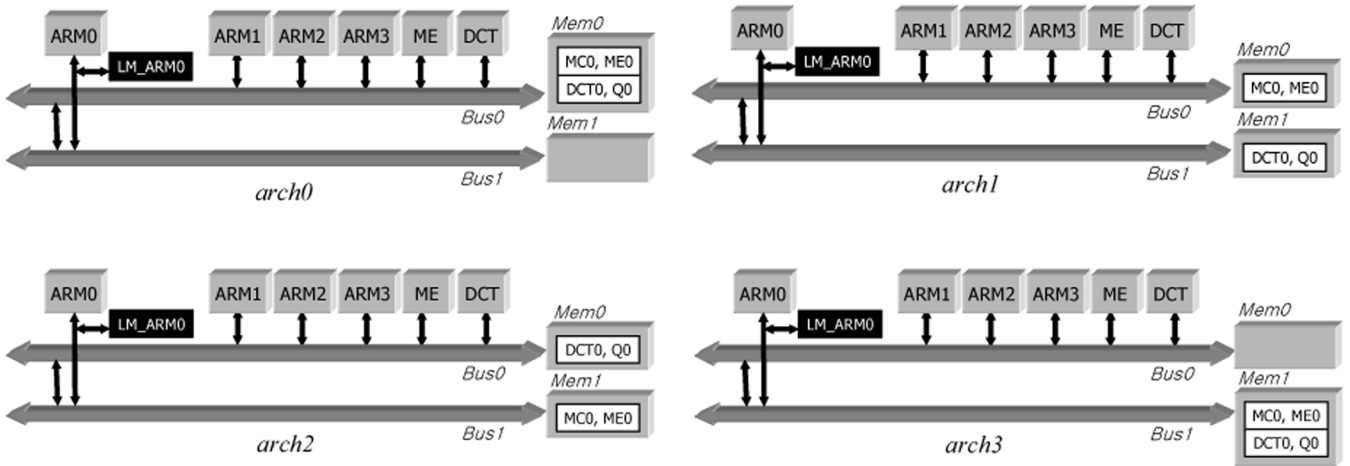 ARM0 ARM1 ARM2 ARM3 ME DCT Mem0
LM_ARM0
MC0, ME0
DCT0, Q0
Bus0
Mem1
Bus1
arch0
ARM0 ARM1 ARM2 ARM3 ME DCT Mem0
LM_ARM0
MC0, ME0
Bus0
Mem1
DCT0, Q0
Bus1
arch1
ARM0 ARM1 ARM2 ARM3 ME DCT
LM_ARM0 Mem0
DCT0, Q0
Bus0
Mem1
MC0, ME0
Bus1
arch2
ARM0 ARM1 ARM2 ARM3 ME DCT
LM_ARM0 Mem0
Bus0
Mem1
MC0, ME0
DCT0, Q0
Bus1
arch3